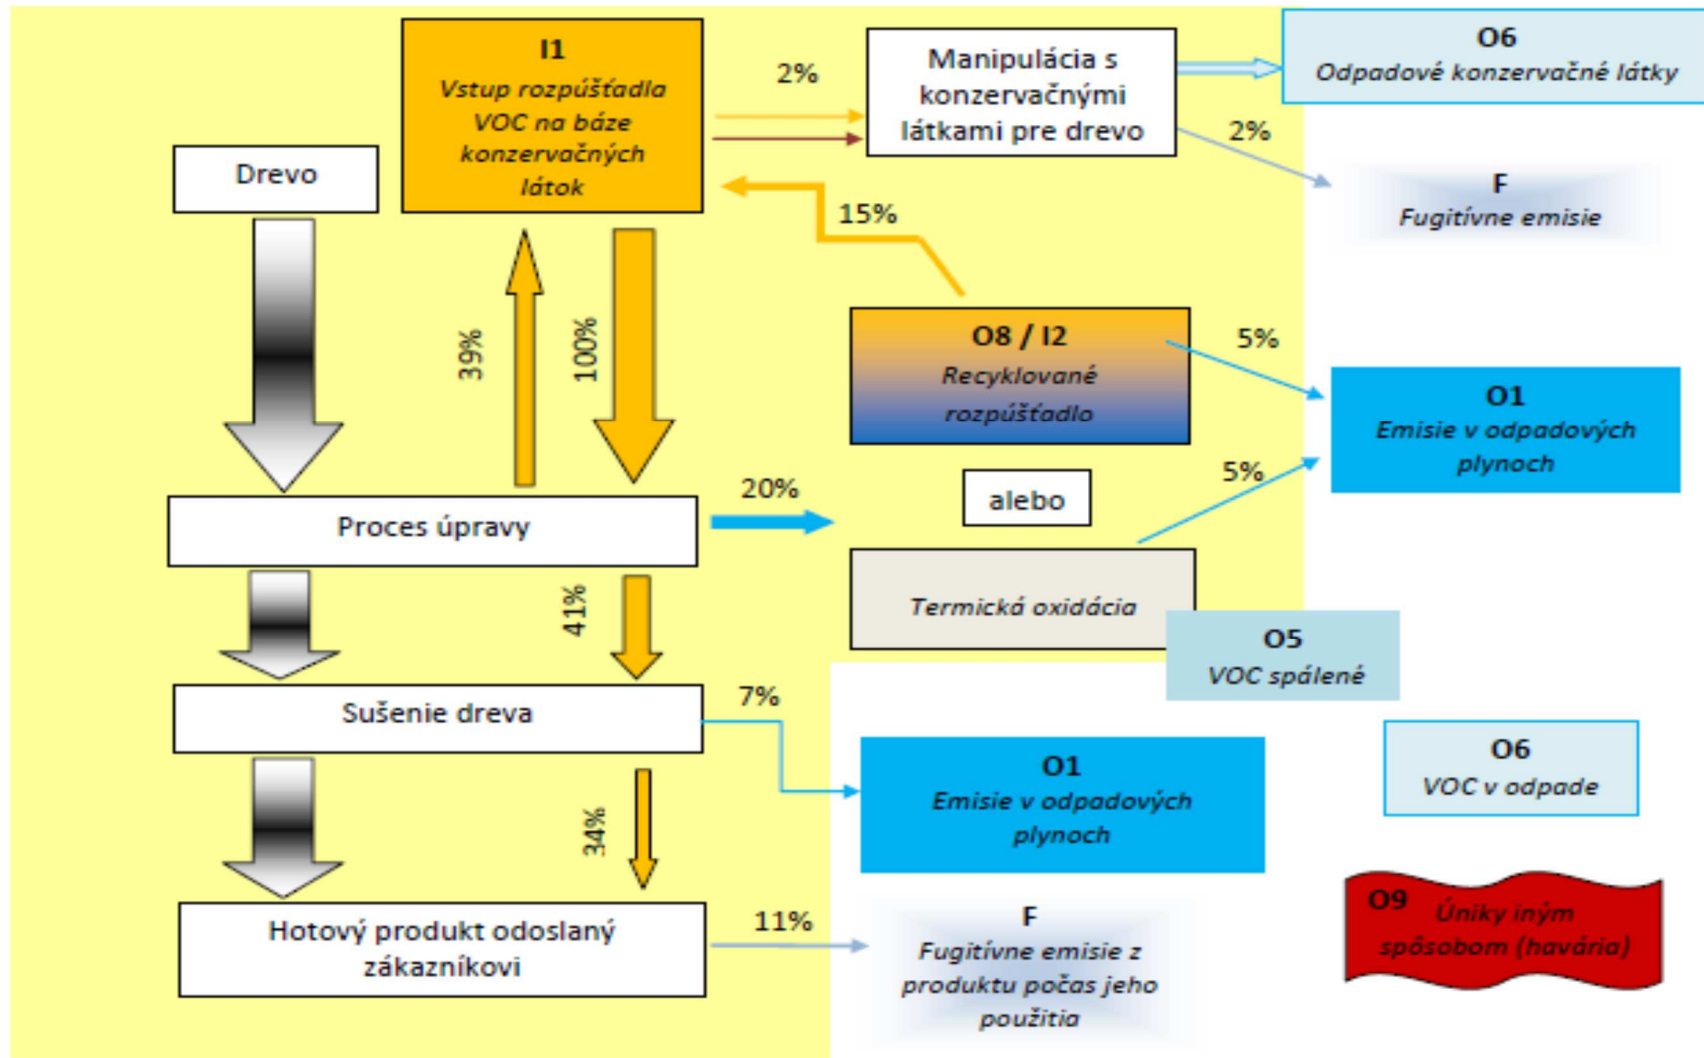 I1
Vstup rozpúšťadla
VOC na báze
konzervačných
látok
2%
Manipulácia s
konzervačnými
látkami pre drevo
O6
Odpadové konzervačné látky
2%
F
Fugitívne emisie
Drevo
15%
39%
100%
O8 / I2
Recyklované
rozpúšťadlo
5%
O1
Emisie v odpadových
plynoch
alebo
5%
20%
Proces úpravy
Termická oxidácia
O5
VOC spálené
41%
Sušenie dreva
7%
O1
Emisie v odpadových
plynoch
O6
VOC v odpade
34%
Hotový produkt odoslaný
zákazníkovi
11%
F
Fugitívne emisie z
produktu počas jeho
použitia
O9 Úniky iným
spôsobom (havária)